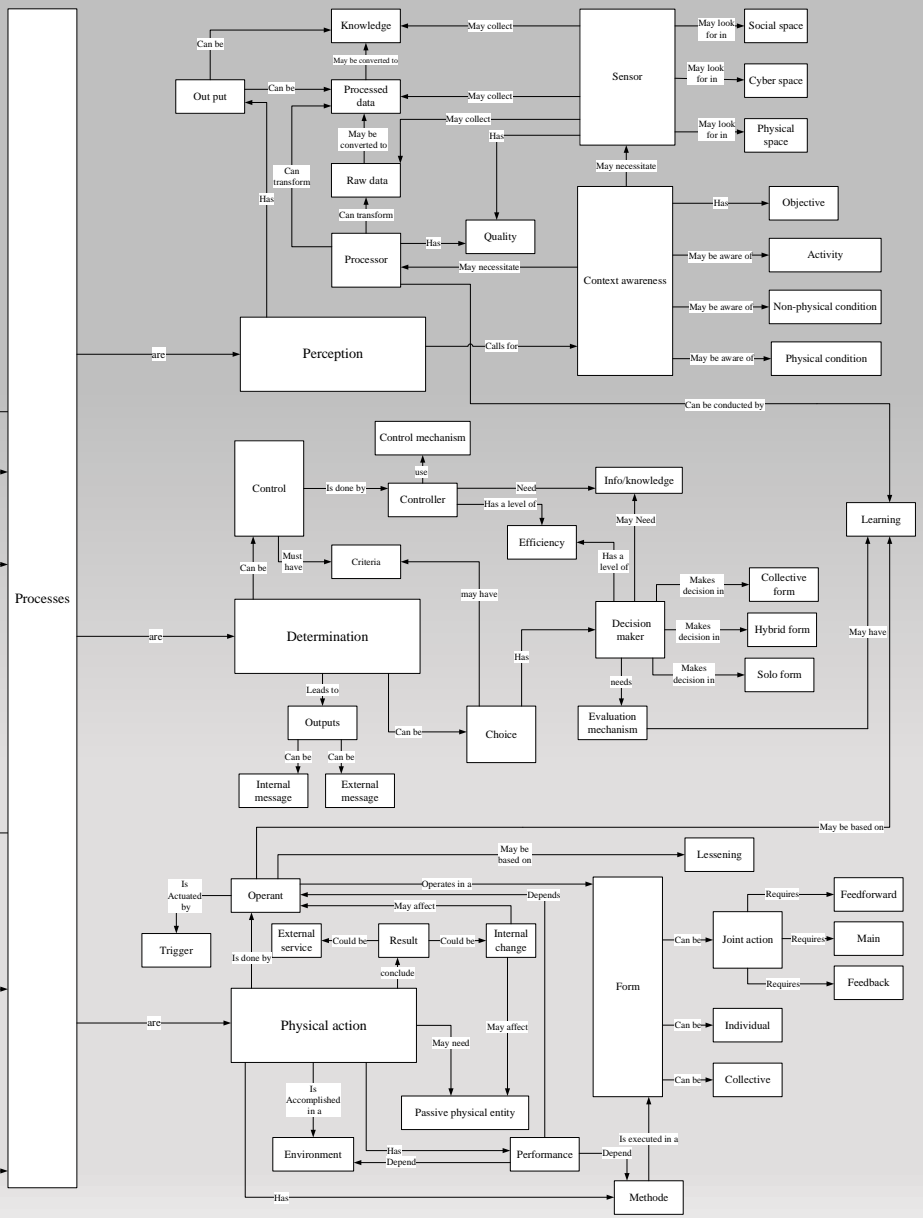 Knowledge
May collect
Sensor
May look
for in
Social space
Can be
May be converted to
Out put
Can be
Processed
data
May collect
May look
for in
Cyber space
May collect
May look
for in
Physical
space
May be
converted to
Has
Can
transform
Raw data
May necessitate
Has
Can transform
Quality
Has
Objective
Processor
Has
May be aware of
Activity
May necessitate
Context awareness
May be aware of
Non-physical condition
Perception
are
Calls for
May be aware of
Physical condition
Can be conducted by
Control mechanism
use
Control
Is done by
Controller
Need
Info/knowledge
Has a level of
May Need
Learning
Efficiency
Must
have
Criteria
Can be
Has a
level of
Makes
decision in
Collective
form
Processes
may have
are
Determination
Decision
maker
Makes
decision in
Hybrid form
May have
Has
Makes
decision in
Solo form
Leads to
needs
Outputs
Can be
Choice
Evaluation
mechanism
Can be
Can be
Internal
message
External
message
May be based on
May be
based on
Lessening
Is
Actuated
by
Operant
Operates in a
Depends
May affect
Requires
Feedforward
Trigger
Is done by
External
service
Could be
Result
Could be
Internal
change
Can be
Joint action
Requires
Main
conclude
Form
Requires
Feedback
are
Physical action
May need
May affect
Can be
Individual
Is
Accomplished
in a
Can be
Collective
Passive physical entity
Is executed in a
Environment
Has
Depend
Performance
Depend
Has
Methode